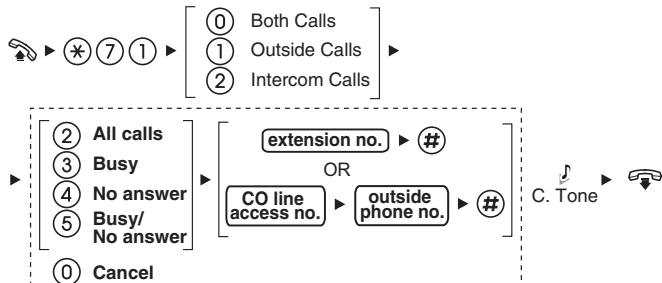 0 Both Calls
* 7 1
1 Outside Calls
2 Intercom Calls
2 All calls
3 Busy
4 No answer
5 Busy/
No answer
0 Cancel
extension no. #
OR
CO line
access no.
outside
phone no.
#
C. Tone